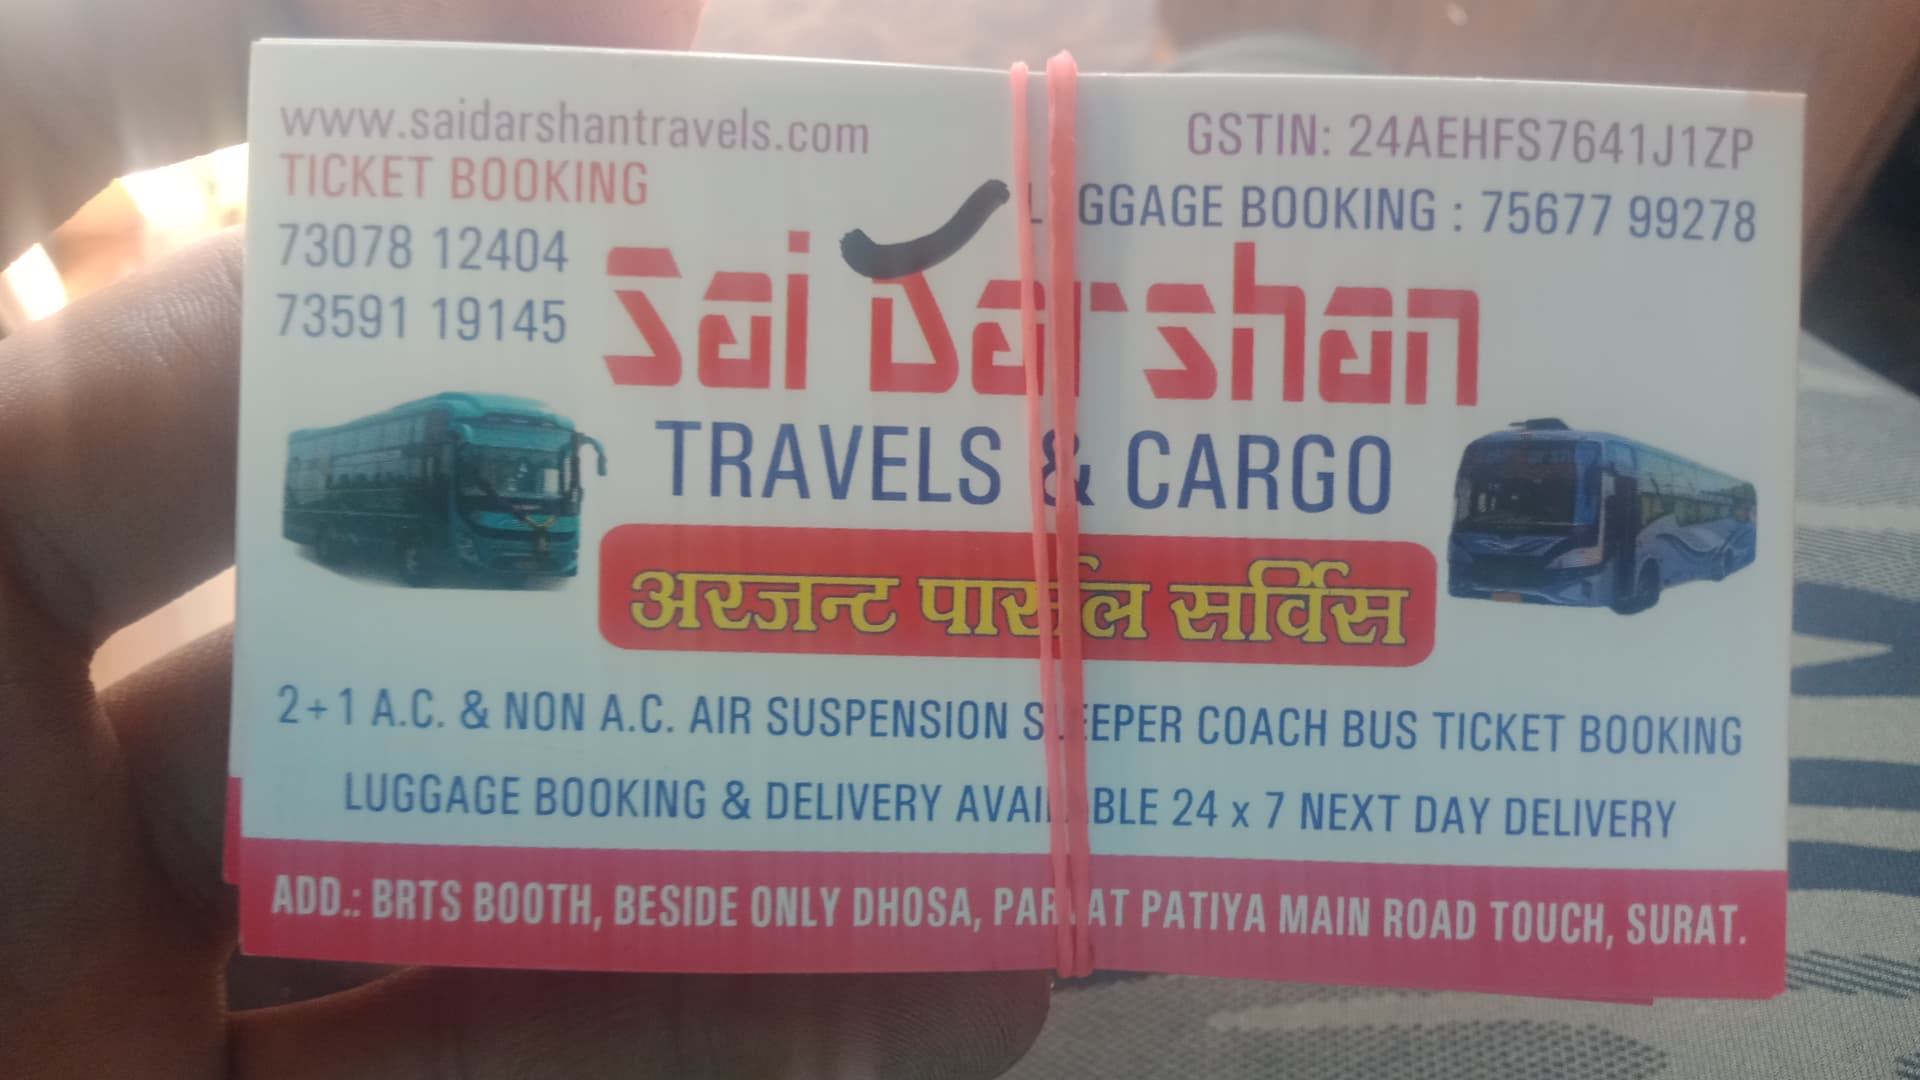 www.saidarshantravels.com
GSTIN: 24AEHFS7641J1ZP
TICKET BOOKING
LUGGAGE BOOKING : 75677 99278
73078 12404
73591 19145
Sai Darshan
TRAVELS & CARGO
अरजन्ट पार्सल सर्विस
2+1 A.C. & NON A.C. AIR SUSPENSION SLEEPER COACH BUS TICKET BOOKING
LUGGAGE BOOKING & DELIVERY AVAILABLE 24 x 7 NEXT DAY DELIVERY
ADD.: BRTS BOOTH, BESIDE ONLY DHOSA, PARVAT PATIYA MAIN ROAD TOUCH, SURAT.